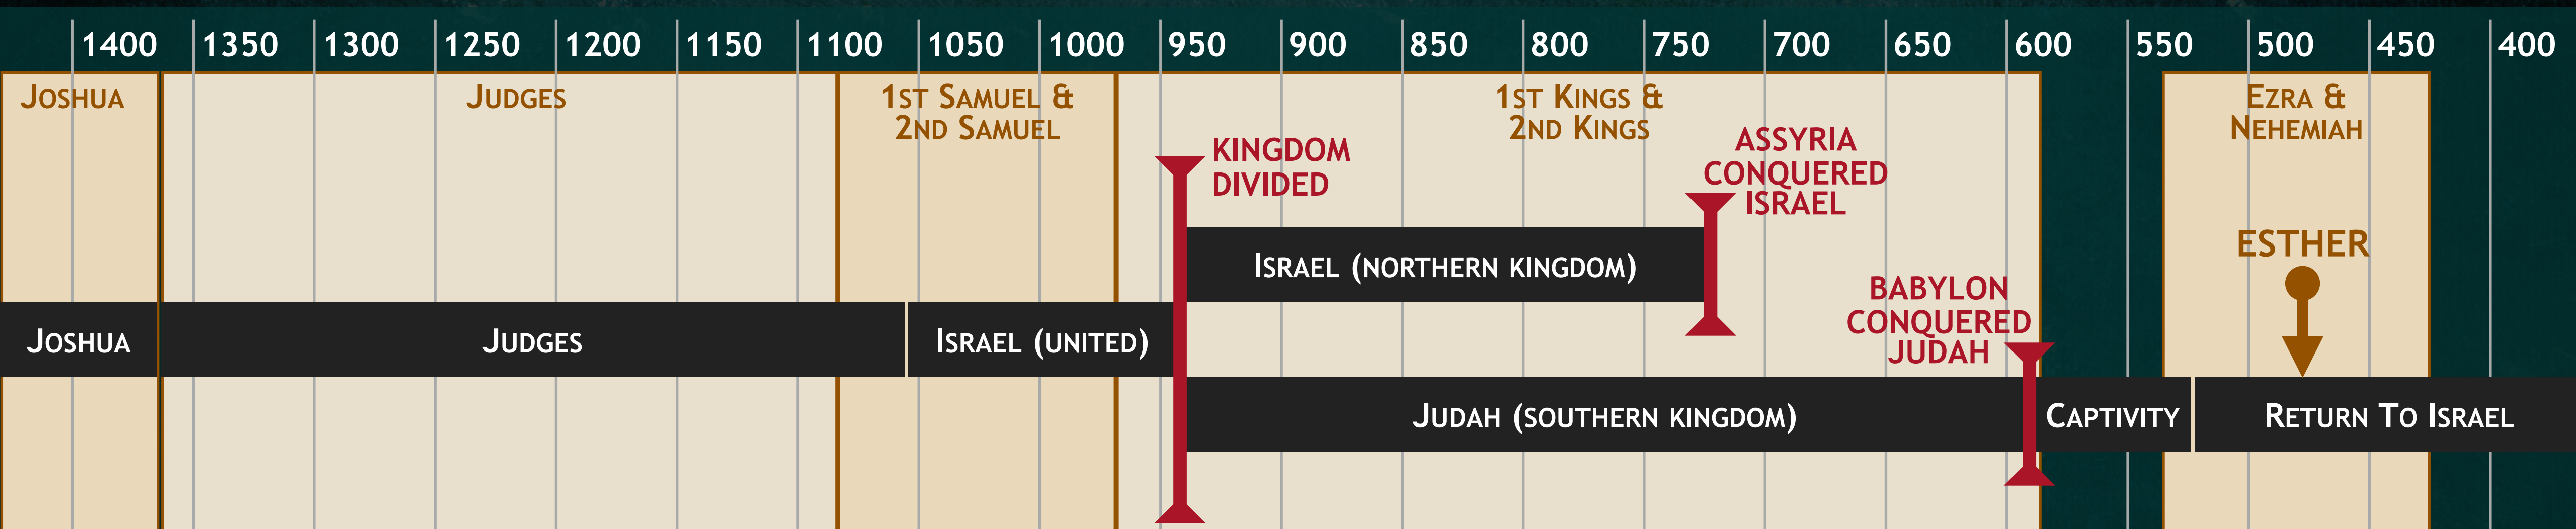 1400 1350 1300 1250 1200 1150 1100 1050 1000 950 900 850 800 750 700 650 600 550 500 450 400
Joshua
Judges
1st Samuel &
2nd Samuel
1st Kings &
2nd Kings
Ezra &
Nehemiah
KINGDOM
DIVIDED
ASSYRIA
CONQUERED
ISRAEL
ESTHER
Israel (northern kingdom)
BABYLON
CONQUERED
JUDAH
Joshua
Judges
Israel (united)
Judah (southern kingdom)
Captivity
Return To Israel